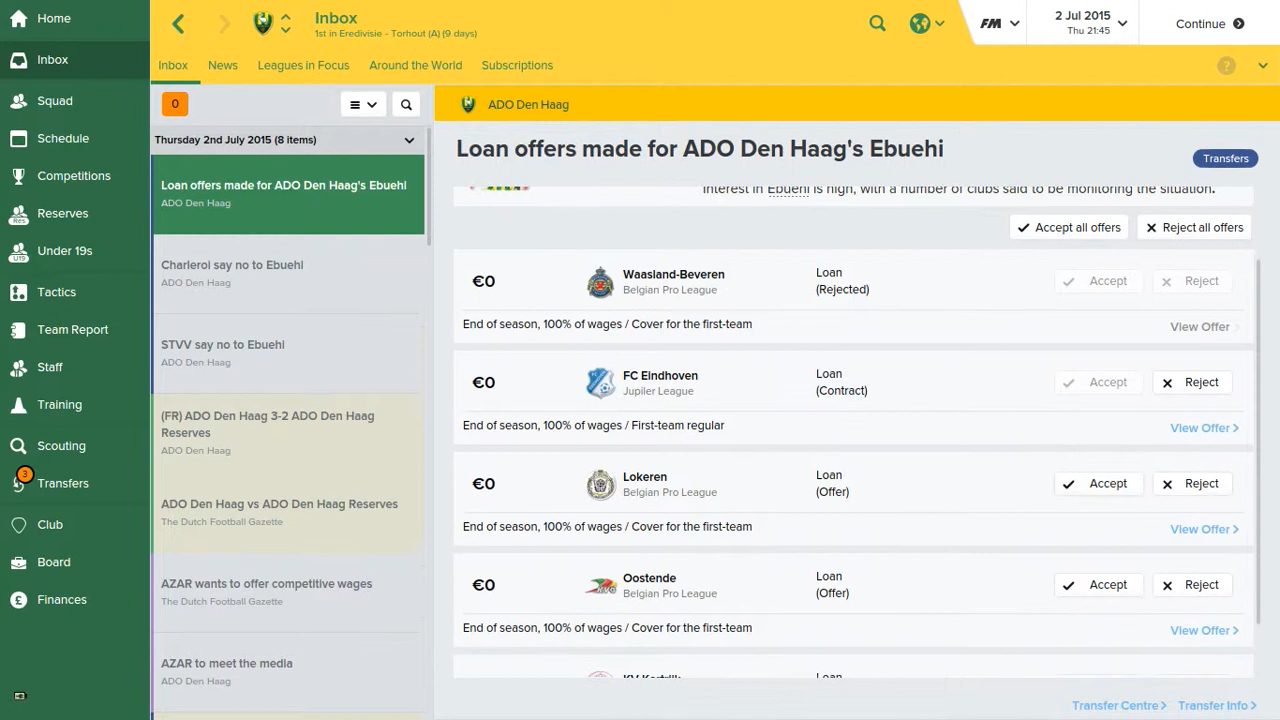 Home
Inbox
Squad
Schedule
Competitions
Reserves
Res
Under 19s
U19
Tactics
Team Report
Staff
Training
Scouting
3
Transfers
Club
Board
Finances
Inbox
1st in Eredivisie - Torhout (A) (9 days)
FM
2 Jul 2015
Thu 21:45
Continue
Inbox
News
Leagues in Focus
Around the World
Subscriptions
?
0
Thursday 2nd July 2015 (8 items)
Loan offers made for ADO Den Haag's Ebuehi
ADO Den Haag
Charleroi say no to Ebuehi
ADO Den Haag
STVV say no to Ebuehi
ADO Den Haag
(FR) ADO Den Haag 3-2 ADO Den Haag
Reserves
ADO Den Haag
ADO Den Haag vs ADO Den Haag Reserves
The Dutch Football Gazette
AZAR wants to offer competitive wages
The Dutch Football Gazette
AZAR to meet the media
ADO Den Haag
ADO Den Haag
Loan offers made for ADO Den Haag's Ebuehi
Transfers
Interest in Ebuehi is high, with a number of clubs said to be monitoring the situation.
Accept all offers
Reject all offers
€0
Waasland-Beveren
Belgian Pro League
Loan
(Rejected)
Accept
Reject
End of season, 100% of wages / Cover for the first-team
View Offer
€0
FC Eindhoven
Jupiler League
Loan
(Contract)
Accept
Reject
End of season, 100% of wages / First-team regular
View Offer
€0
Lokeren
Belgian Pro League
Loan
(Offer)
Accept
Reject
End of season, 100% of wages / Cover for the first-team
View Offer
€0
Oostende
Belgian Pro League
Loan
(Offer)
Accept
Reject
End of season, 100% of wages / Cover for the first-team
View Offer
KV Kortrijk
Loan
Transfer Centre
Transfer Info